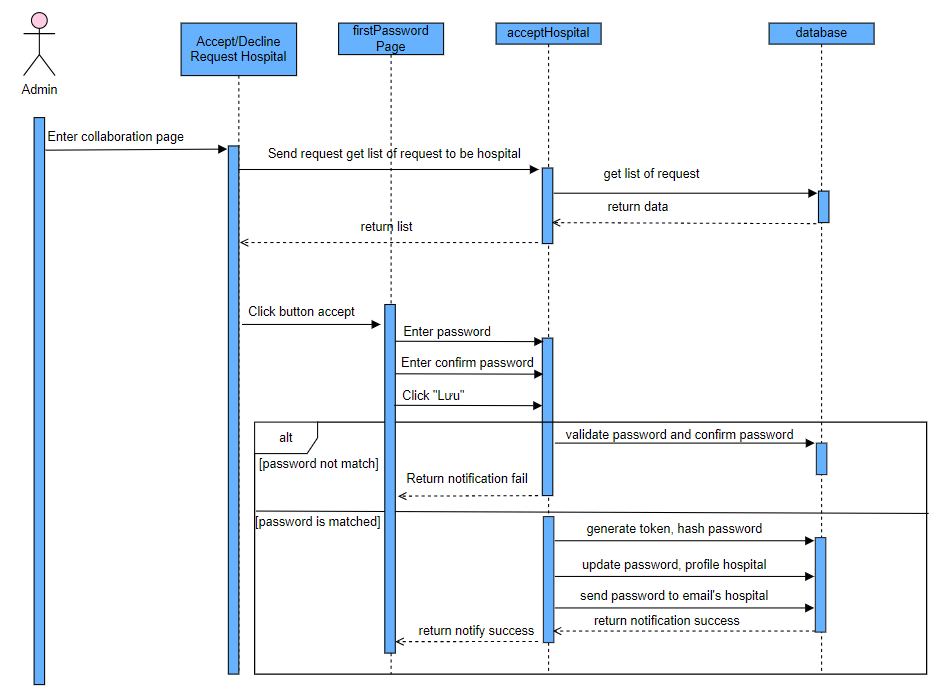 firstPassword
Page
acceptHospital
database
Accept/Decline
Request Hospital
Admin
Enter collaboration page
Send request get list of request to be hospital
get list of request
return data
return list
Click button accept
Enter password
Enter confirm password
Click "Lưu"
alt
validate password and confirm password
[password not match]
Return notification fail
[password is matched]
generate token, hash password
update password, profile hospital
send password to email's hospital
return notification success
return notify success